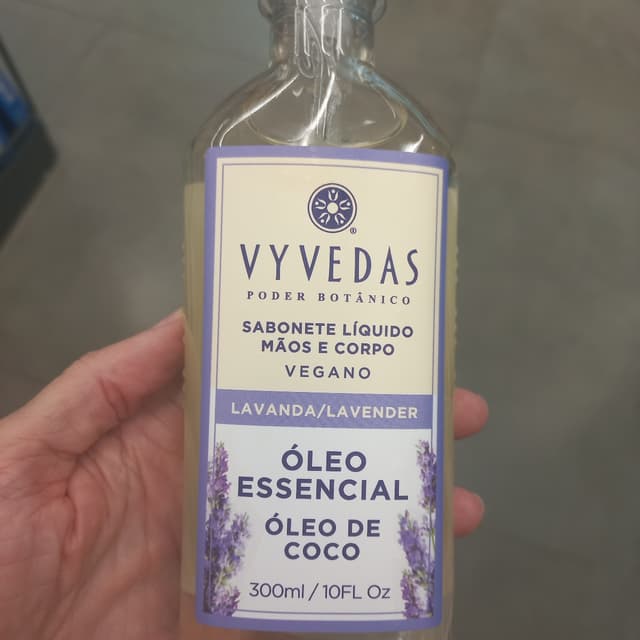 VYVEDAS
PODER BOTÂNICO
SABONETE LÍQUIDO
MÃOS E CORPO
VEGANO
LAVANDA/LAVENDER
ÓLEO
ESSENCIAL
ÓLEO DE
COCO
300ml / 10FL Oz